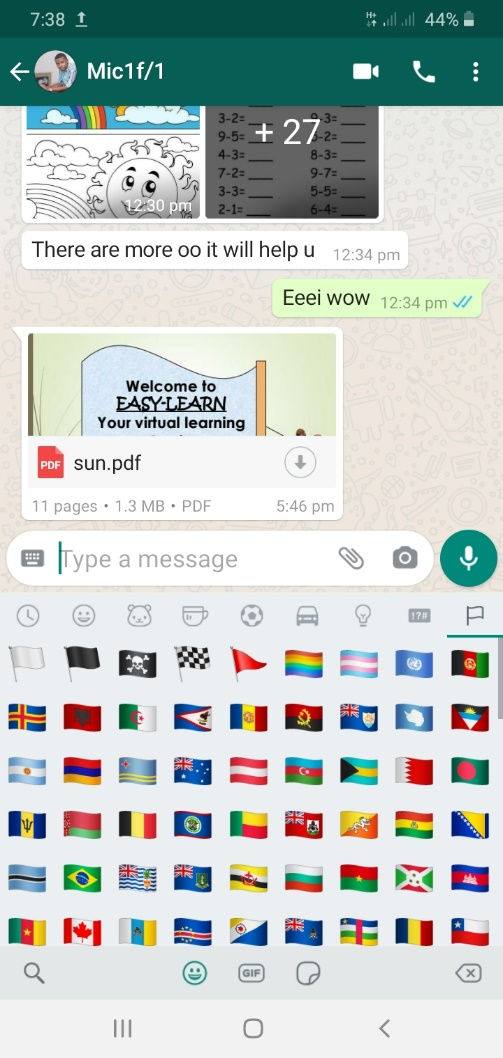 7:38
44%
Mic1f/1
12:30 pm
3-2=
9-5=
4-3=
7-2=
3-3=
2-1=
9-3=
8-3=
9-7=
5-5=
6-4=
+ 27
There are more oo it will help u 12:34 pm
Eeei wow 12:34 pm
Welcome to
EASY-LEARN
Your virtual learning
PDF sun.pdf
11 pages • 1.3 MB • PDF 5:46 pm
Type a message
!?#
GIF